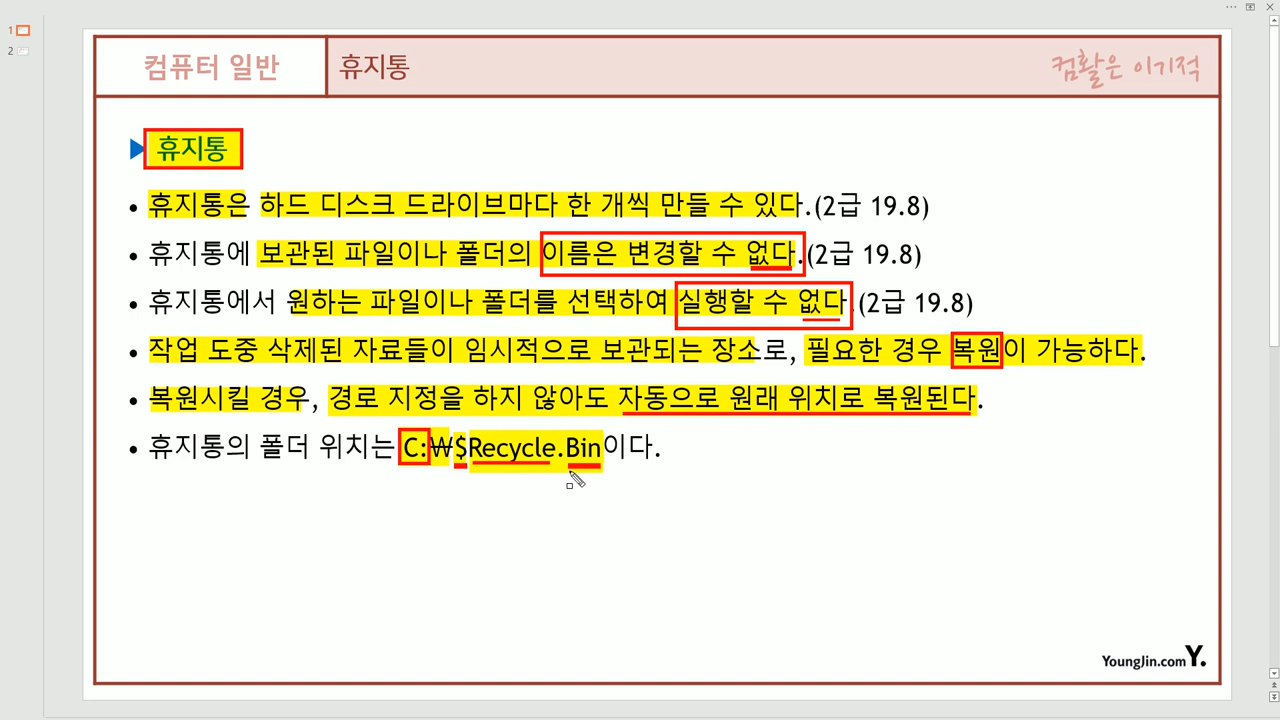 1
2
컴퓨터 일반
휴지통
컴활은 이기적
휴지통
• 휴지통은 하드 디스크 드라이브마다 한 개씩 만들 수 있다.(2급 19.8)
• 휴지통에 보관된 파일이나 폴더의 이름은 변경할 수 없다.(2급 19.8)
• 휴지통에서 원하는 파일이나 폴더를 선택하여 실행할 수 없다.(2급 19.8)
• 작업 도중 삭제된 자료들이 임시적으로 보관되는 장소로, 필요한 경우 복원이 가능하다.
• 복원시킬 경우, 경로 지정을 하지 않아도 자동으로 원래 위치로 복원된다.
• 휴지통의 폴더 위치는 C:₩$Recycle.Bin이다.
YoungJin.com Y.